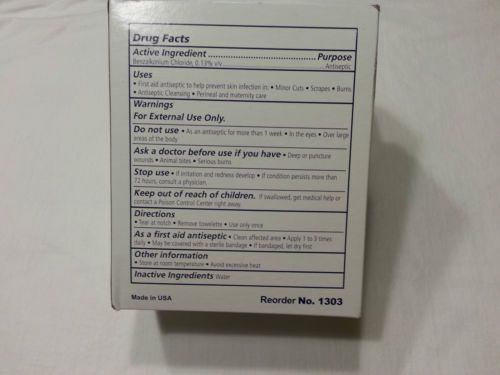 Drug Facts
Active Ingredient ........................................ Purpose
Benzalkonium Chloride, 0.13% v/v ........................................ Antiseptic
Uses
• First aid antiseptic to help prevent skin infection in; • Minor Cuts • Scrapes • Burns
• Antiseptic Cleansing • Perineal and maternity care
Warnings
For External Use Only.
Do not use • As an antiseptic for more than 1 week • In the eyes • Over large
areas of the body
Ask a doctor before use if you have • Deep or puncture
wounds • Animal bites • Serious burns
Stop use • If irritation and redness develop • If condition persists more than
72 hours, consult a physician.
Keep out of reach of children. If swallowed, get medical help or
contact a Poison Control Center right away.
Directions
• Tear at notch • Remove towelette • Use only once
As a first aid antiseptic • Clean affected area • Apply 1 to 3 times
daily • May be covered with a sterile bandage • If bandaged, let dry first
Other information
• Store at room temperature • Avoid excessive heat
Inactive Ingredients Water
Made in USA Reorder No. 1303